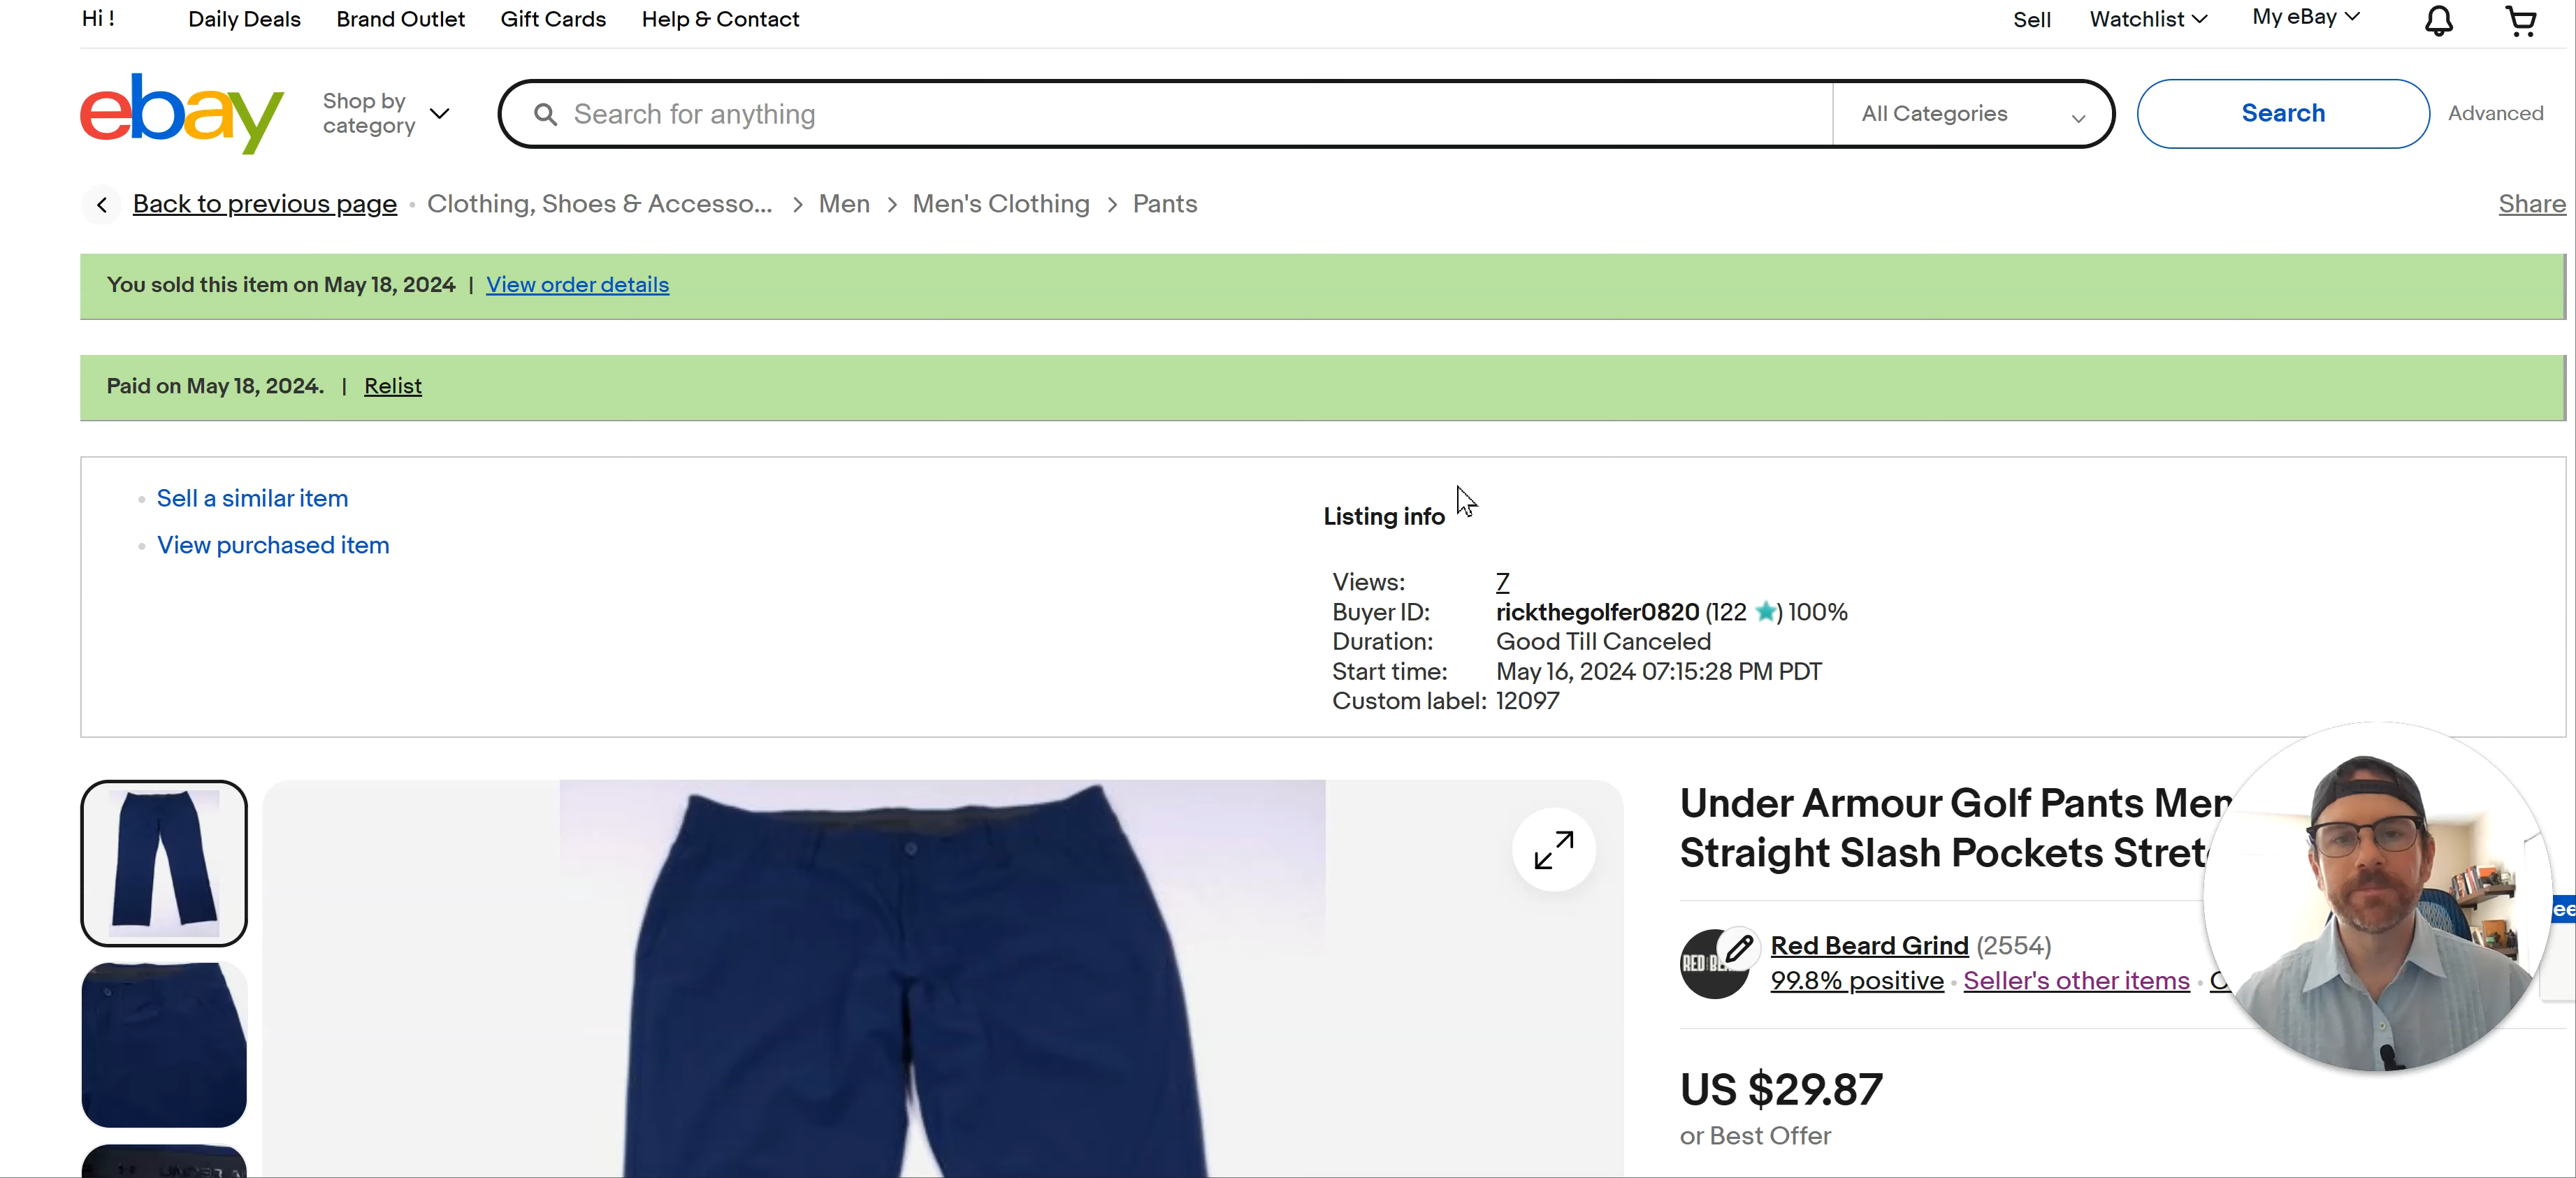 Hi !
Daily Deals
Brand Outlet
Gift Cards
Help & Contact
Sell
Watchlist
My eBay
ebay
Shop by
category
Search for anything
All Categories
Search
Advanced
Back to previous page
Clothing, Shoes & Accesso... > Men > Men's Clothing > Pants
Share
You sold this item on May 18, 2024 | View order details
Paid on May 18, 2024. | Relist
Sell a similar item
View purchased item
Listing info
Views: 7
Buyer ID: rickthegolfer0820 (122 ) 100%
Duration: Good Till Canceled
Start time: May 16, 2024 07:15:28 PM PDT
Custom label: 12097
Under Armour Golf Pants Men
Straight Slash Pockets Stret
Red Beard Grind (2554)
99.8% positive · Seller's other items · C
US $29.87
or Best Offer